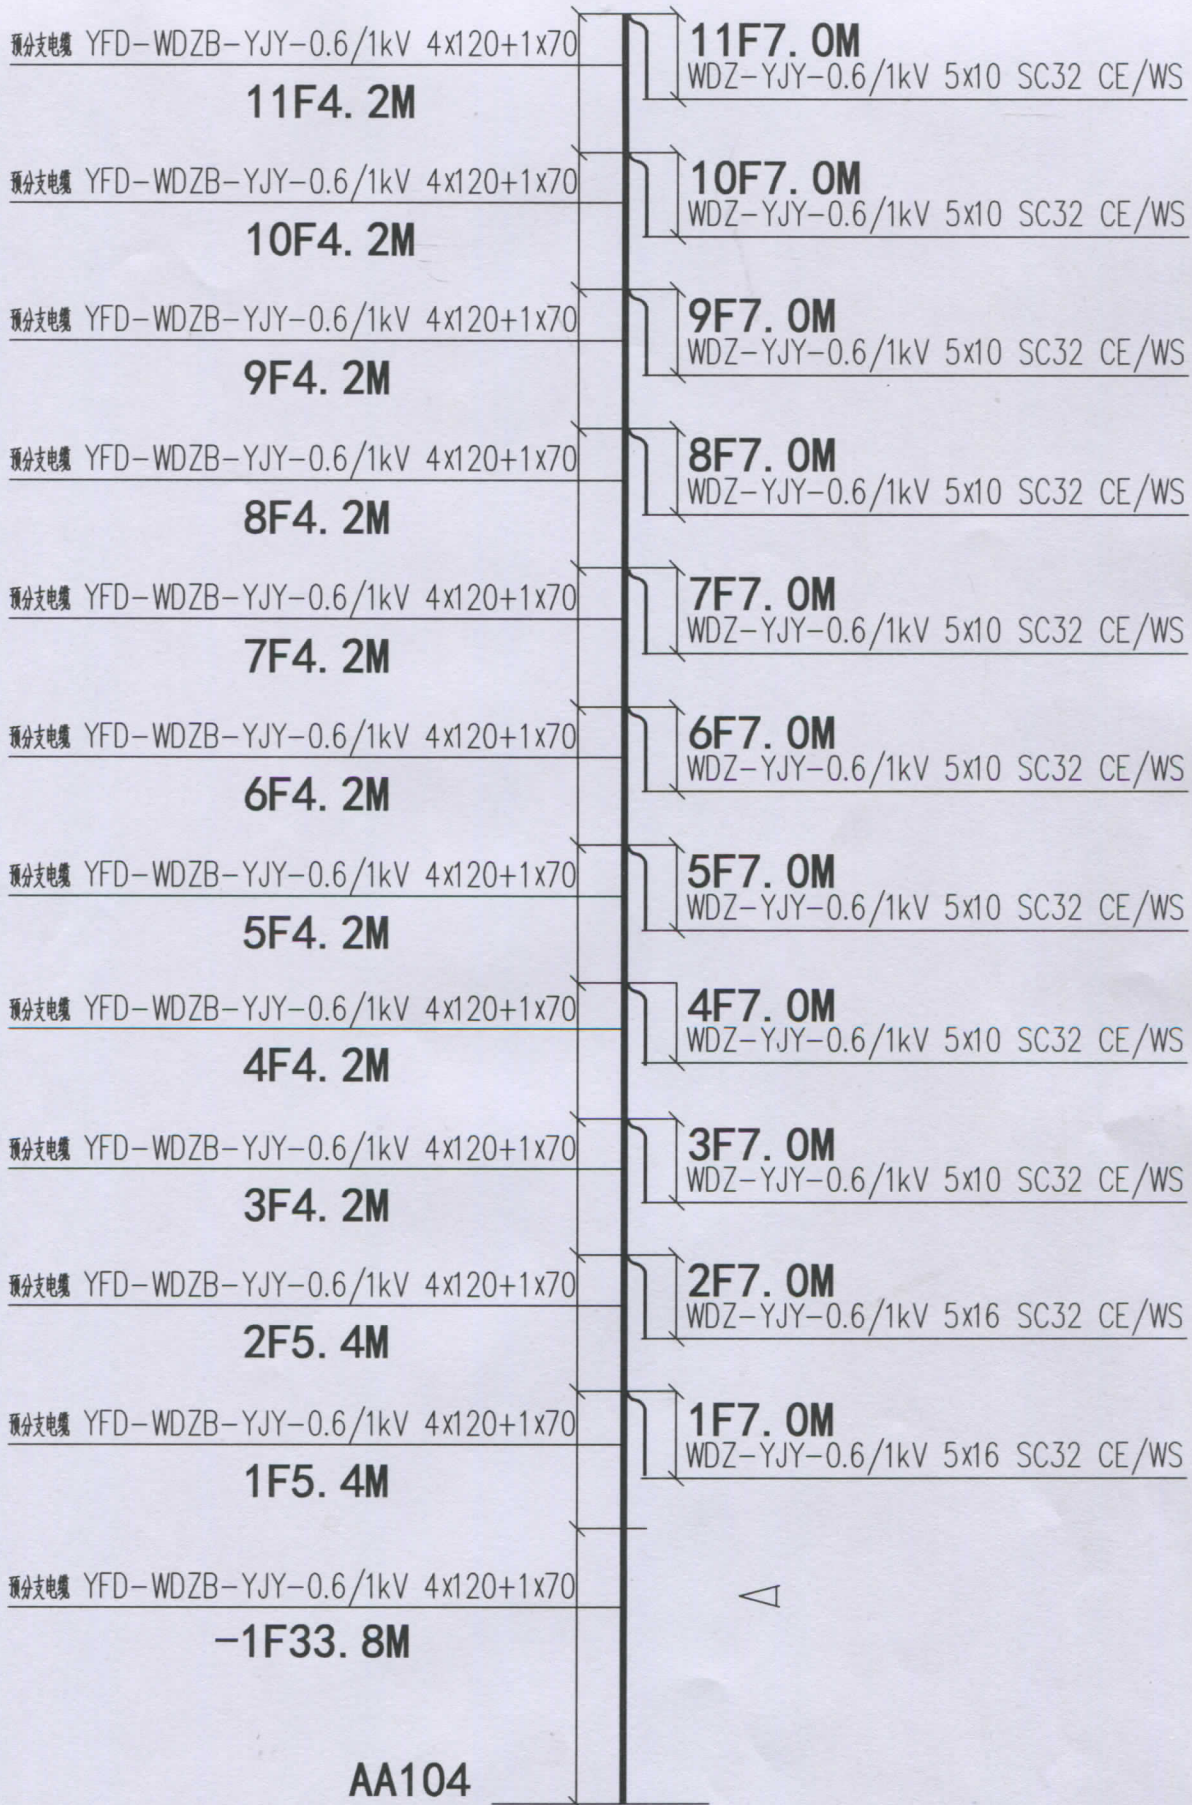 预分支电缆 YFD-WDZB-YJY-0.6/1kV 4x120+1x70
11F4.2M
11F7.0M
WDZ-YJY-0.6/1kV 5x10 SC32 CE/WS
预分支电缆 YFD-WDZB-YJY-0.6/1kV 4x120+1x70
10F4.2M
10F7.0M
WDZ-YJY-0.6/1kV 5x10 SC32 CE/WS
预分支电缆 YFD-WDZB-YJY-0.6/1kV 4x120+1x70
9F4.2M
9F7.0M
WDZ-YJY-0.6/1kV 5x10 SC32 CE/WS
预分支电缆 YFD-WDZB-YJY-0.6/1kV 4x120+1x70
8F4.2M
8F7.0M
WDZ-YJY-0.6/1kV 5x10 SC32 CE/WS
预分支电缆 YFD-WDZB-YJY-0.6/1kV 4x120+1x70
7F4.2M
7F7.0M
WDZ-YJY-0.6/1kV 5x10 SC32 CE/WS
预分支电缆 YFD-WDZB-YJY-0.6/1kV 4x120+1x70
6F4.2M
6F7.0M
WDZ-YJY-0.6/1kV 5x10 SC32 CE/WS
预分支电缆 YFD-WDZB-YJY-0.6/1kV 4x120+1x70
5F4.2M
5F7.0M
WDZ-YJY-0.6/1kV 5x10 SC32 CE/WS
预分支电缆 YFD-WDZB-YJY-0.6/1kV 4x120+1x70
4F4.2M
4F7.0M
WDZ-YJY-0.6/1kV 5x10 SC32 CE/WS
预分支电缆 YFD-WDZB-YJY-0.6/1kV 4x120+1x70
3F4.2M
3F7.0M
WDZ-YJY-0.6/1kV 5x10 SC32 CE/WS
预分支电缆 YFD-WDZB-YJY-0.6/1kV 4x120+1x70
2F5.4M
2F7.0M
WDZ-YJY-0.6/1kV 5x16 SC32 CE/WS
预分支电缆 YFD-WDZB-YJY-0.6/1kV 4x120+1x70
1F5.4M
1F7.0M
WDZ-YJY-0.6/1kV 5x16 SC32 CE/WS
预分支电缆 YFD-WDZB-YJY-0.6/1kV 4x120+1x70
-1F33.8M
AA104